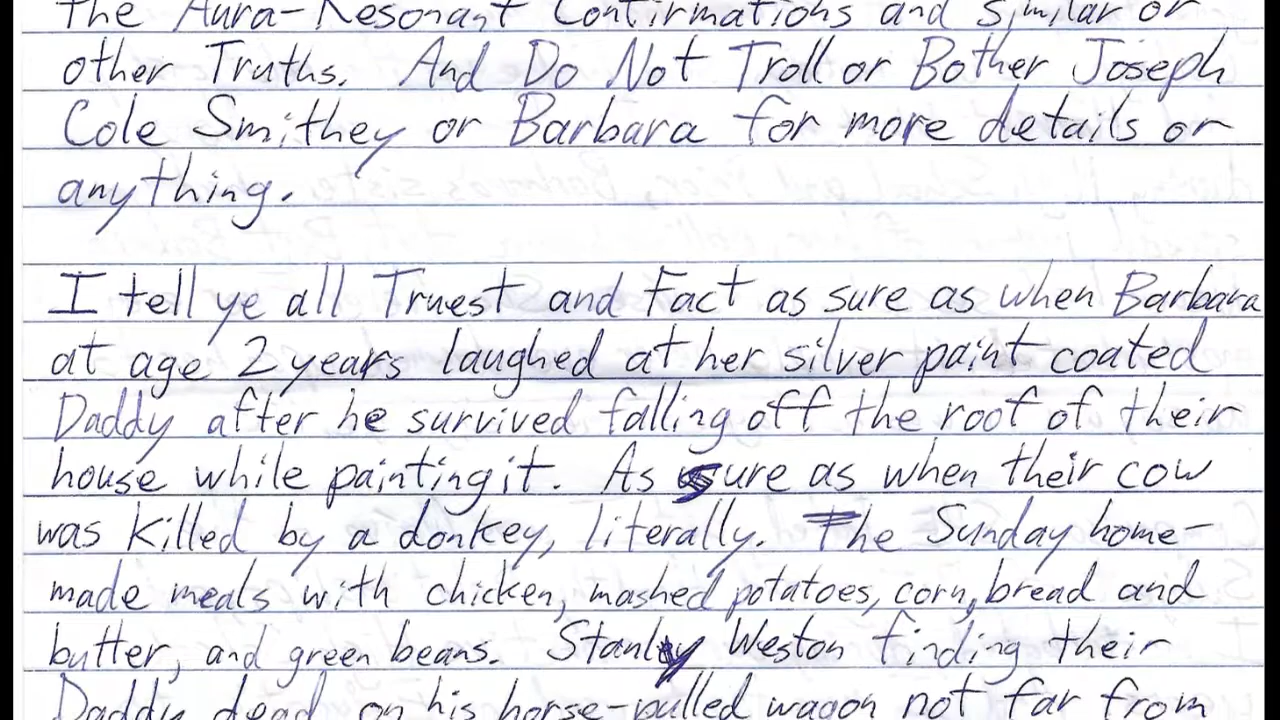 the Aura-Resonant Confirmations and similar or
other Truths. And Do Not Troll or Bother Joseph
Cole Smithey or Barbara for more details or
anything.
I tell ye all Truest and Fact as sure as when Barbara
at age 2 years laughed at her silver paint coated
Daddy after he survived falling off the roof of their
house while painting it. As sure as when their cow
was killed by a donkey, literally. The Sunday home-
made meals with chicken, mashed potatoes, corn, bread and
butter, and green beans. Stanley Weston finding their
Daddy dead on his horse-pulled wagon not far from